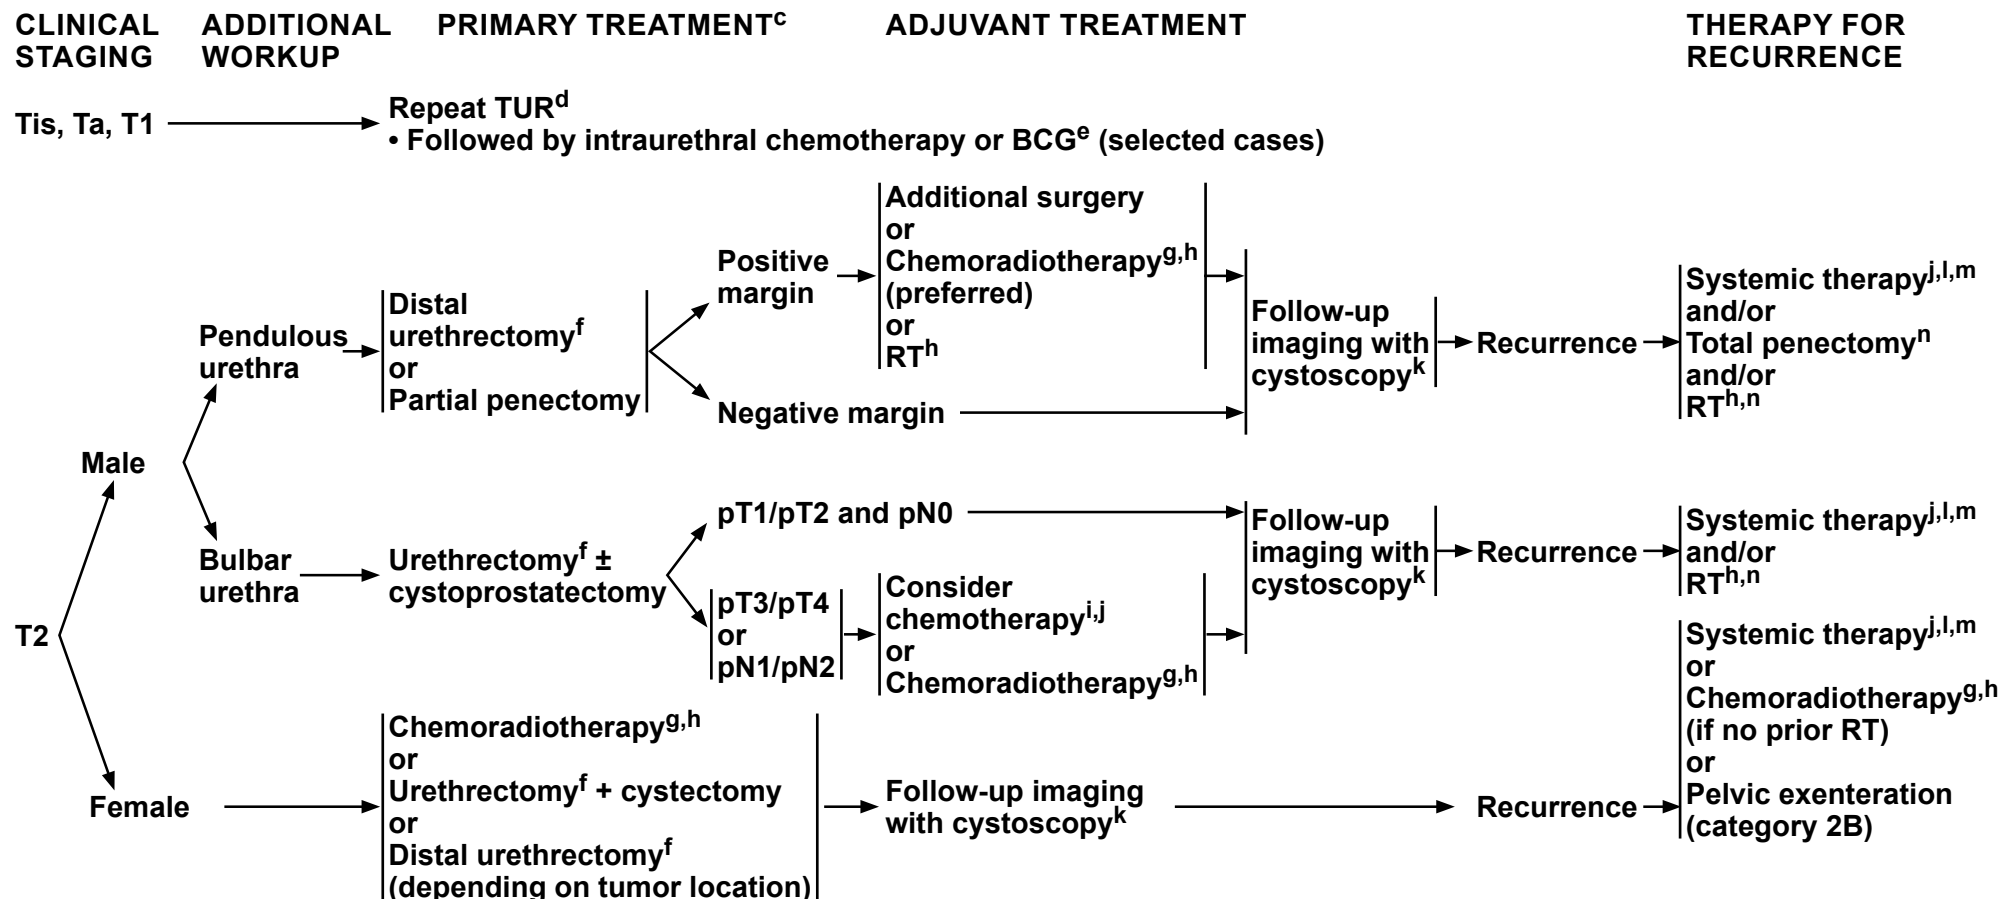 CLINICAL STAGING
ADDITIONAL WORKUP
PRIMARY TREATMENTᶜ
ADJUVANT TREATMENT
THERAPY FOR RECURRENCE
Tis, Ta, T1
Repeat TURᵈ
• Followed by intraurethral chemotherapy or BCGᵉ (selected cases)
T2
Male
Pendulous
urethra
Distal
urethrectomyᶠ
or
Partial penectomy
Positive
margin
Additional surgery
or
Chemoradiotherapyᵍ,ʰ
(preferred)
or
RTʰ
Negative margin
Follow-up
imaging with
cystoscopyᵏ
Recurrence
Systemic therapyʲ,ˡ,ᵐ
and/or
Total penectomyⁿ
and/or
RTʰ,ⁿ
Bulbar
urethra
Urethrectomyᶠ ±
cystoprostatectomy
pT1/pT2 and pN0
pT3/pT4
or
pN1/pN2
Consider
chemotherapyⁱ,ʲ
or
Chemoradiotherapyᵍ,ʰ
Follow-up
imaging with
cystoscopyᵏ
Recurrence
Systemic therapyʲ,ˡ,ᵐ
and/or
RTʰ,ⁿ
Female
Chemoradiotherapyᵍ,ʰ
or
Urethrectomyᶠ + cystectomy
or
Distal urethrectomyᶠ
(depending on tumor location)
Follow-up imaging
with cystoscopyᵏ
Recurrence
Systemic therapyʲ,ˡ,ᵐ
or
Chemoradiotherapyᵍ,ʰ
(if no prior RT)
or
Pelvic exenteration
(category 2B)